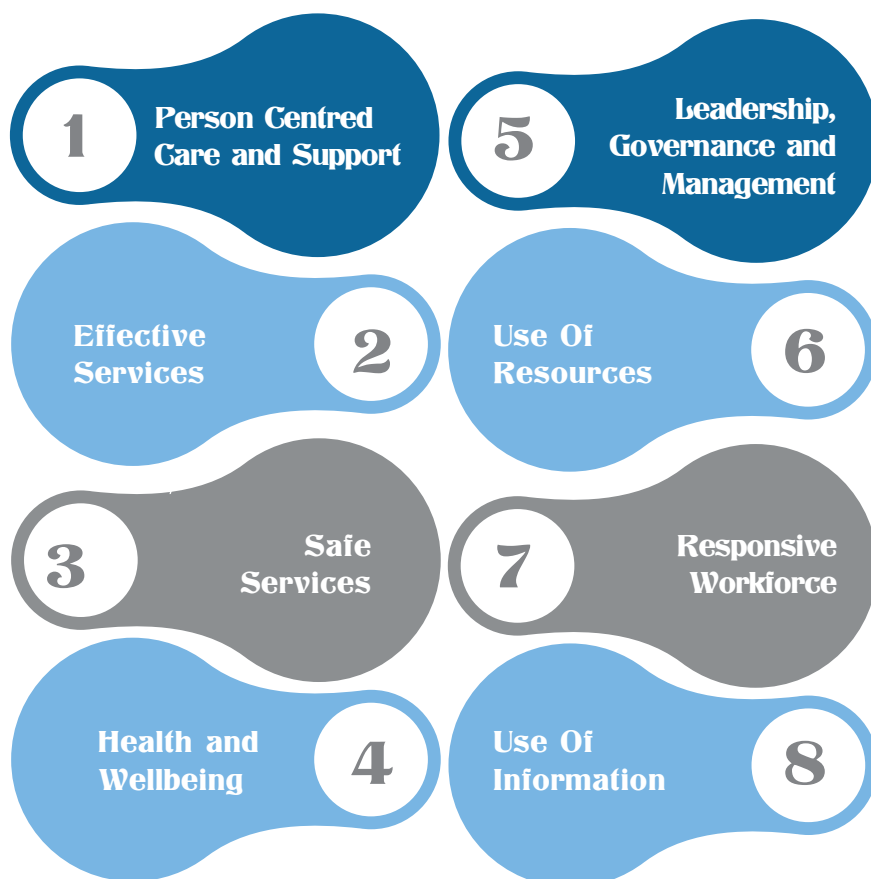 1
Person Centred
Care and Support
2
Effective
Services
3
Safe
Services
4
Health and
Wellbeing
5
Leadership,
Governance and
Management
6
Use Of
Resources
7
Responsive
Workforce
8
Use Of
Information